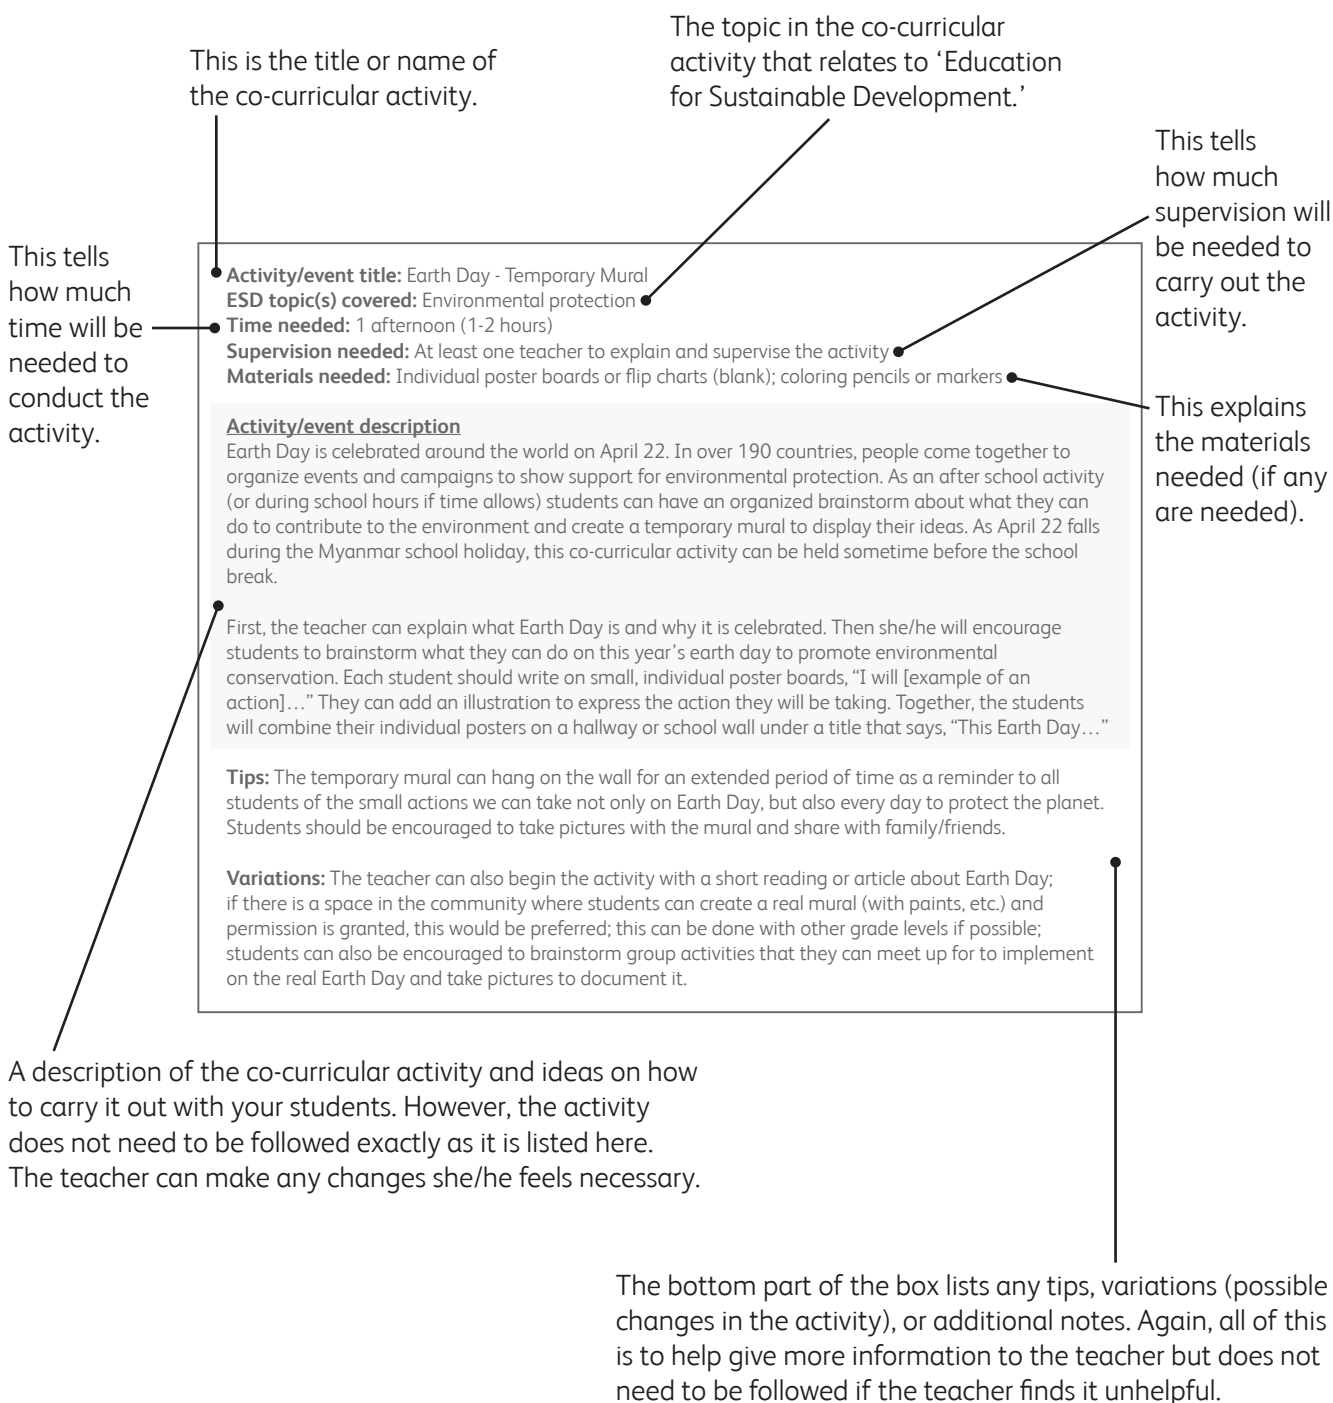 The topic in the co-curricular
activity that relates to ‘Education
for Sustainable Development.’
This is the title or name of
the co-curricular activity.
This tells
how much
supervision will
be needed to
carry out the
activity.
This tells
how much
time will be
needed to
conduct the
activity.
Activity/event title: Earth Day - Temporary Mural
ESD topic(s) covered: Environmental protection
Time needed: 1 afternoon (1-2 hours)
Supervision needed: At least one teacher to explain and supervise the activity
Materials needed: Individual poster boards or flip charts (blank); coloring pencils or markers
This explains
the materials
needed (if any
are needed).
Activity/event description
Earth Day is celebrated around the world on April 22. In over 190 countries, people come together to
organize events and campaigns to show support for environmental protection. As an after school activity
(or during school hours if time allows) students can have an organized brainstorm about what they can
do to contribute to the environment and create a temporary mural to display their ideas. As April 22 falls
during the Myanmar school holiday, this co-curricular activity can be held sometime before the school
break.
First, the teacher can explain what Earth Day is and why it is celebrated. Then she/he will encourage
students to brainstorm what they can do on this year’s earth day to promote environmental
conservation. Each student should write on small, individual poster boards, “I will [example of an
action]…” They can add an illustration to express the action they will be taking. Together, the students
will combine their individual posters on a hallway or school wall under a title that says, “This Earth Day…”
Tips: The temporary mural can hang on the wall for an extended period of time as a reminder to all
students of the small actions we can take not only on Earth Day, but also every day to protect the planet.
Students should be encouraged to take pictures with the mural and share with family/friends.
Variations: The teacher can also begin the activity with a short reading or article about Earth Day;
if there is a space in the community where students can create a real mural (with paints, etc.) and
permission is granted, this would be preferred; this can be done with other grade levels if possible;
students can also be encouraged to brainstorm group activities that they can meet up for to implement
on the real Earth Day and take pictures to document it.
A description of the co-curricular activity and ideas on how
to carry it out with your students. However, the activity
does not need to be followed exactly as it is listed here.
The teacher can make any changes she/he feels necessary.
The bottom part of the box lists any tips, variations (possible
changes in the activity), or additional notes. Again, all of this
is to help give more information to the teacher but does not
need to be followed if the teacher finds it unhelpful.